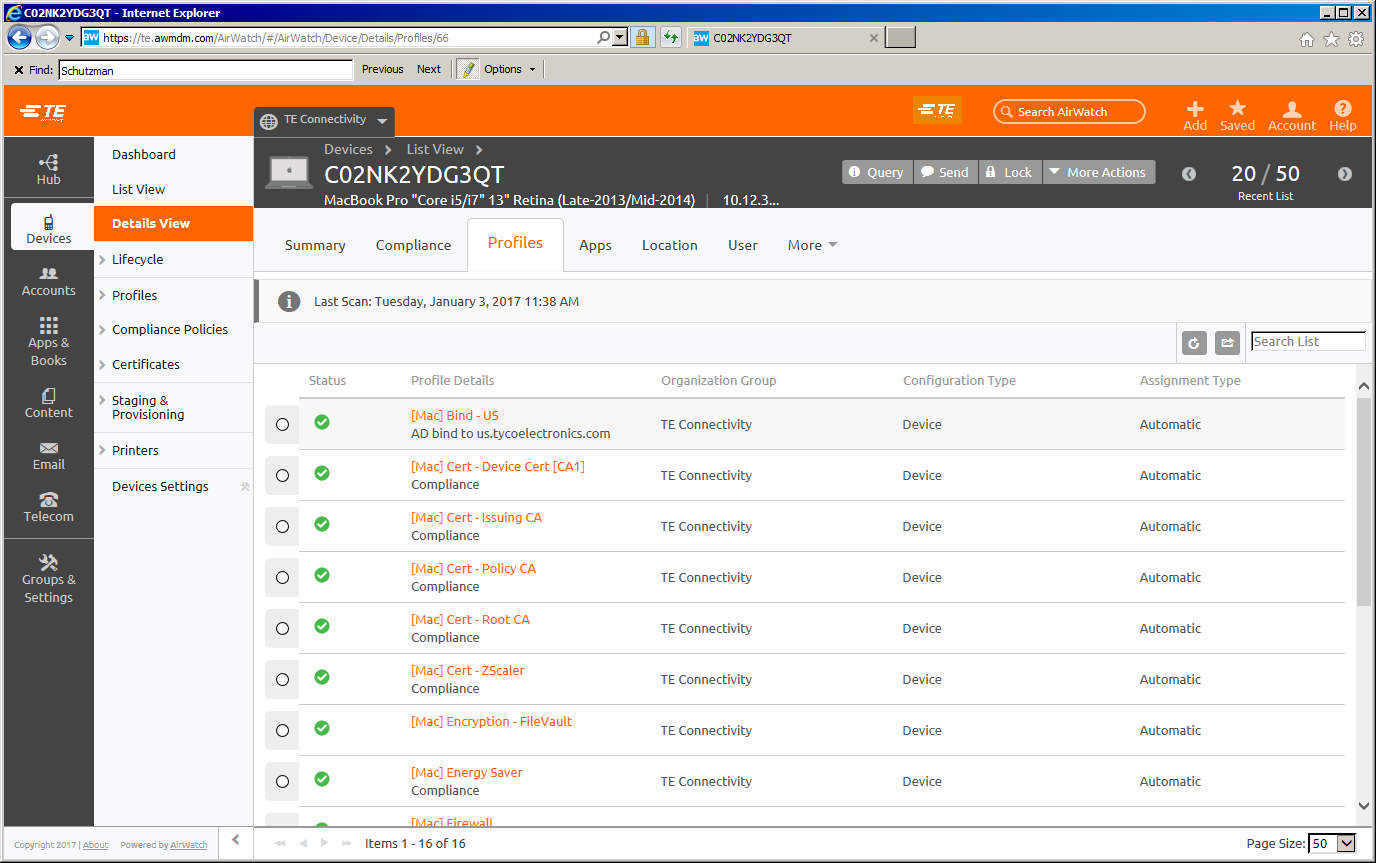 C02NK2YDG3QT - Internet Explorer
aw https://te.awmdm.com/AirWatch/#/AirWatch/Device/Details/Profiles/66
aw C02NK2YDG3QT
Find: Schutzman Previous Next Options
TE
TE Connectivity
TE
Search AirWatch
Add Saved Account Help
Hub
Devices
Accounts
Apps &
Books
Content
Email
Telecom
Groups &
Settings
Dashboard
List View
Details View
Lifecycle
Profiles
Compliance Policies
Certificates
Staging &
Provisioning
Printers
Devices Settings
Devices List View
C02NK2YDG3QT
MacBook Pro "Core i5/i7" 13" Retina (Late-2013/Mid-2014) | 10.12.3...
Query Send Lock More Actions
20 / 50
Recent List
Summary Compliance Profiles Apps Location User More
Last Scan: Tuesday, January 3, 2017 11:38 AM
Search List
Status Profile Details Organization Group Configuration Type Assignment Type
[Mac] Bind - US
AD bind to us.tycoelectronics.com
TE Connectivity Device Automatic
[Mac] Cert - Device Cert [CA1]
Compliance
TE Connectivity Device Automatic
[Mac] Cert - Issuing CA
Compliance
TE Connectivity Device Automatic
[Mac] Cert - Policy CA
Compliance
TE Connectivity Device Automatic
[Mac] Cert - Root CA
Compliance
TE Connectivity Device Automatic
[Mac] Cert - ZScaler
Compliance
TE Connectivity Device Automatic
[Mac] Encryption - FileVault
TE Connectivity Device Automatic
[Mac] Energy Saver
Compliance
TE Connectivity Device Automatic
[Mac] Firewall
Copyright 2017 | About Powered by AirWatch
Items 1 - 16 of 16
Page Size: 50